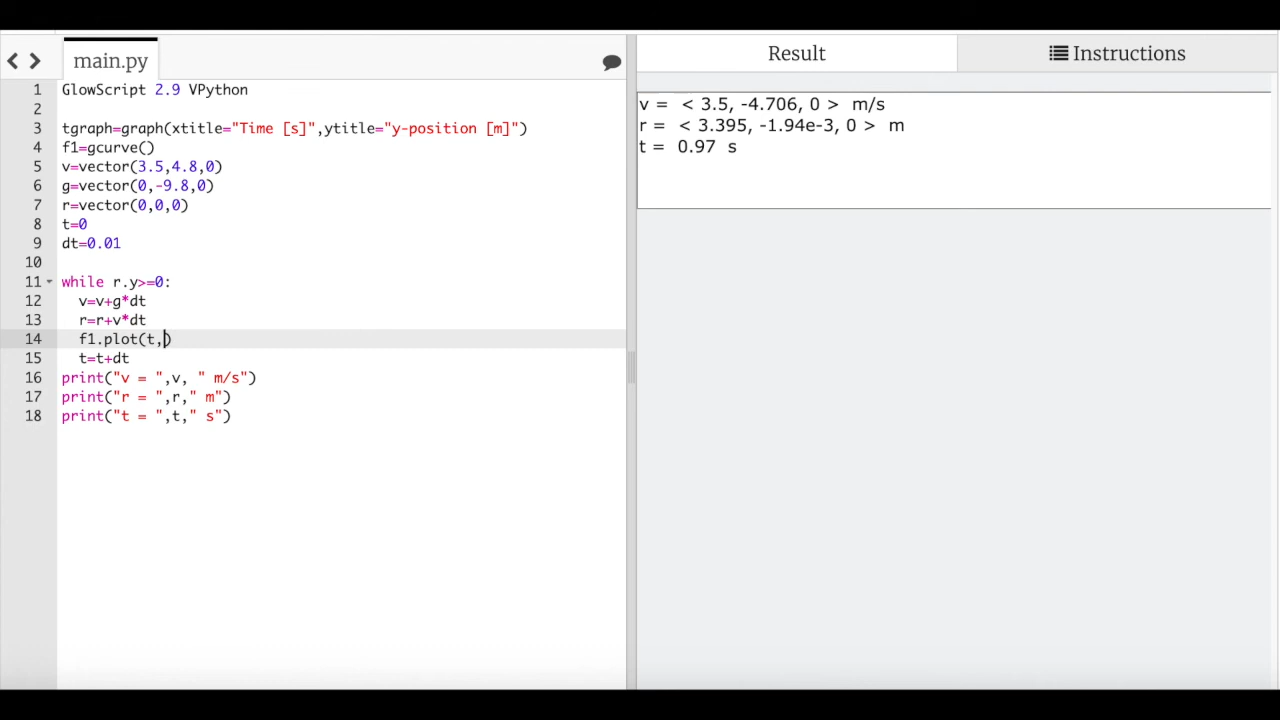 main.py
1 GlowScript 2.9 VPython
2
3 tgraph=graph(xtitle="Time [s]",ytitle="y-position [m]")
4 f1=gcurve()
5 v=vector(3.5,4.8,0)
6 g=vector(0,-9.8,0)
7 r=vector(0,0,0)
8 t=0
9 dt=0.01
10
11 while r.y>=0:
12 v=v+g*dt
13 r=r+v*dt
14 f1.plot(t,)
15 t=t+dt
16 print("v = ",v, " m/s")
17 print("r = ",r," m")
18 print("t = ",t," s")
Result
Instructions
v = < 3.5, -4.706, 0 > m/s
r = < 3.395, -1.94e-3, 0 > m
t = 0.97 s